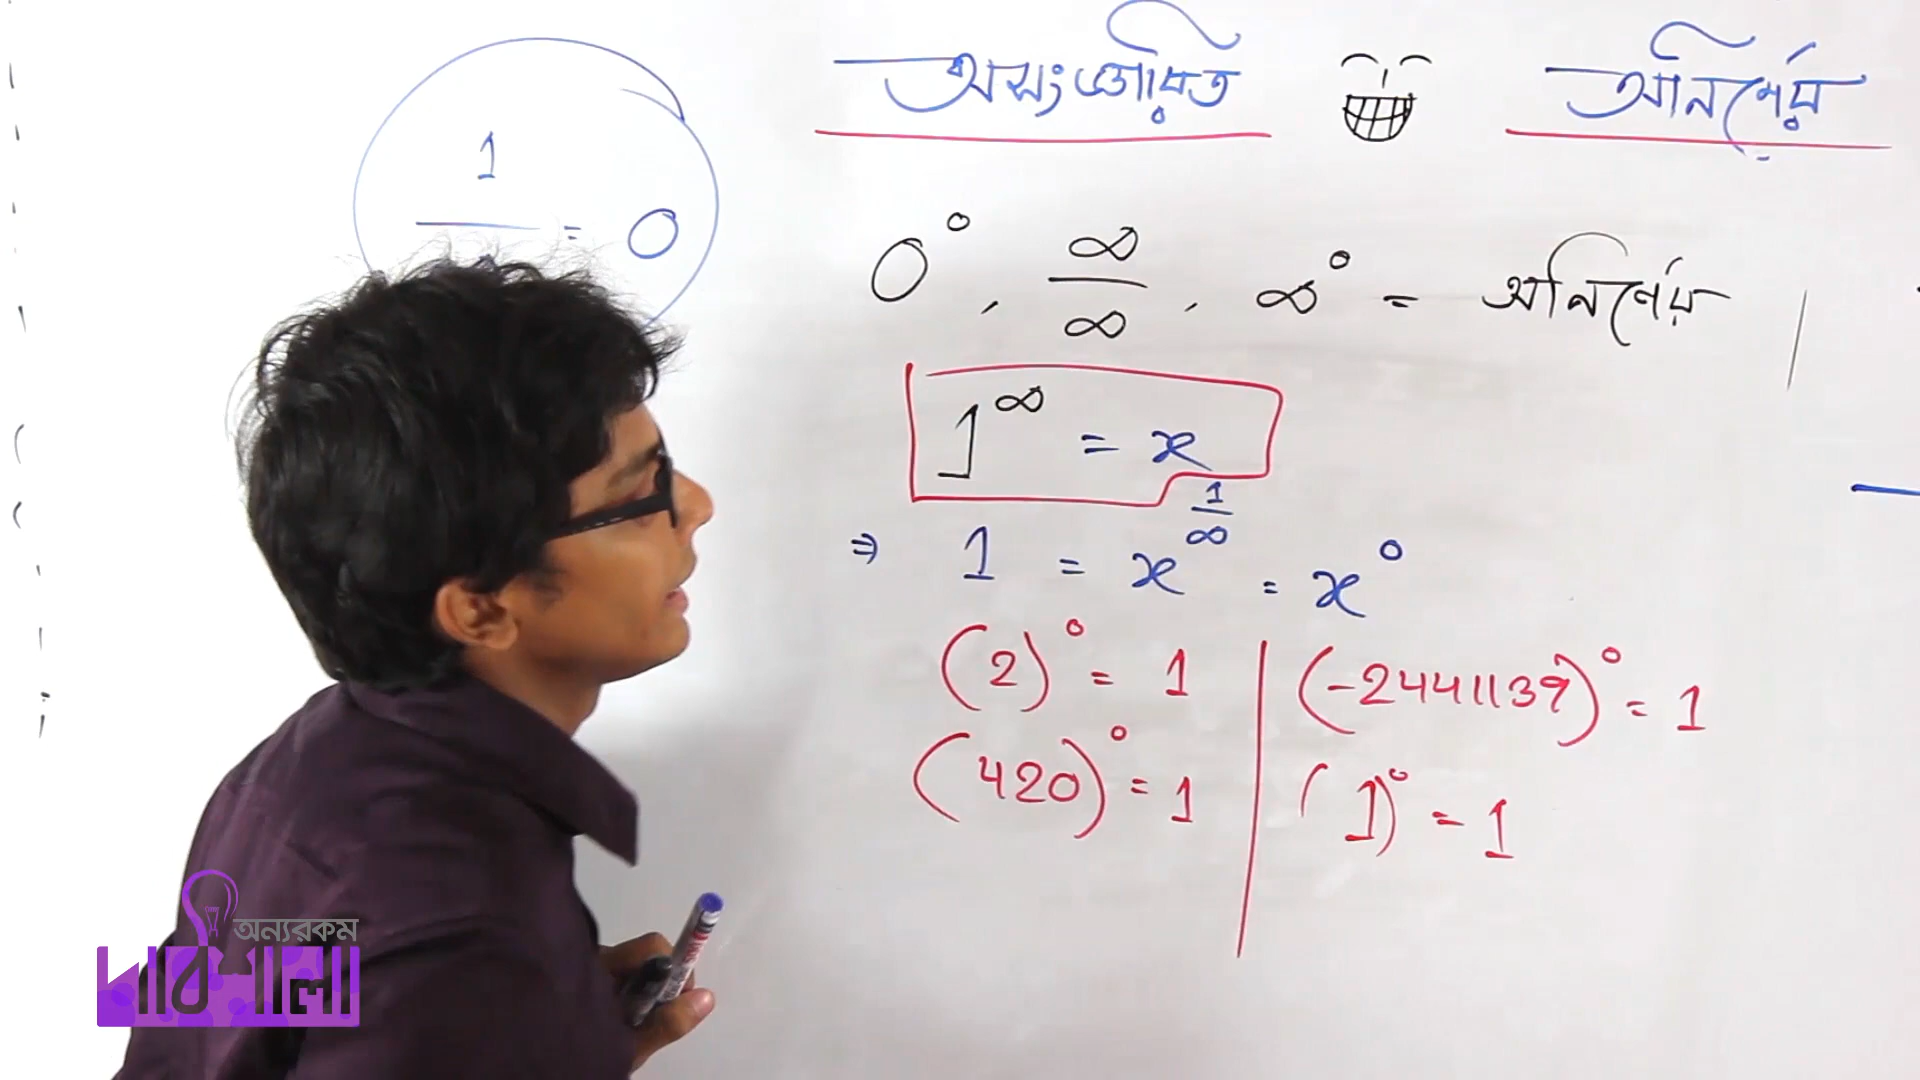 অসংজ্ঞায়িত অনির্ণেয়
1
= 0
0⁰, ∞/∞, ∞⁰ = অনির্ণেয়
1^∞ = x
⇒ 1 = x^(1/∞) = x⁰
(2)⁰ = 1
(420)⁰ = 1
(-24411139)⁰ = 1
(1)⁰ = 1
অন্যরকম
পাঠশালা